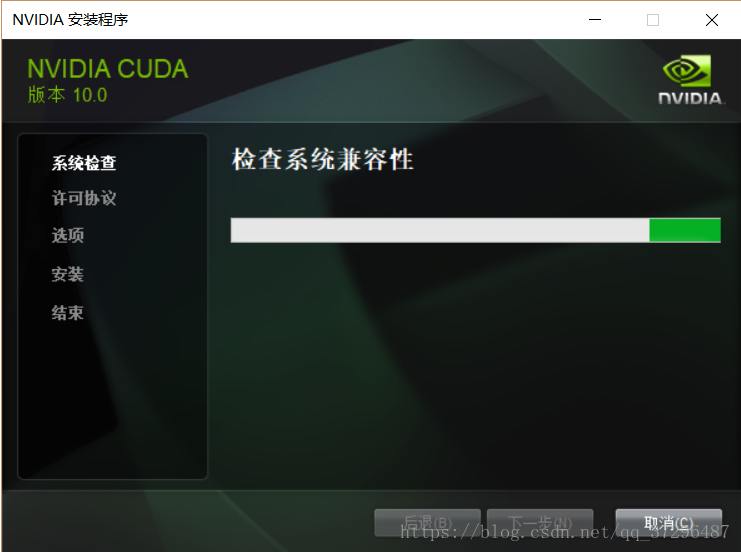 NVIDIA 安装程序
NVIDIA CUDA
版本 10.0
NVIDIA.
系统检查
许可协议
选项
安装
结束
检查系统兼容性
后退(B)
下一步(N)
取消(C)
https://blog.csdn.net/qq_37296487